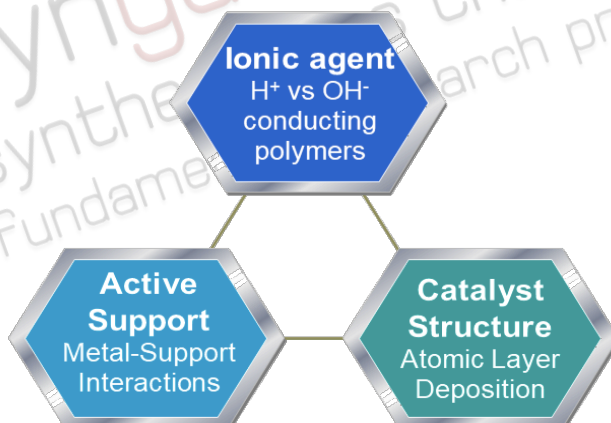 Ionic agent
H⁺ vs OH⁻
conducting
polymers
Active
Support
Metal-Support
Interactions
Catalyst
Structure
Atomic Layer
Deposition